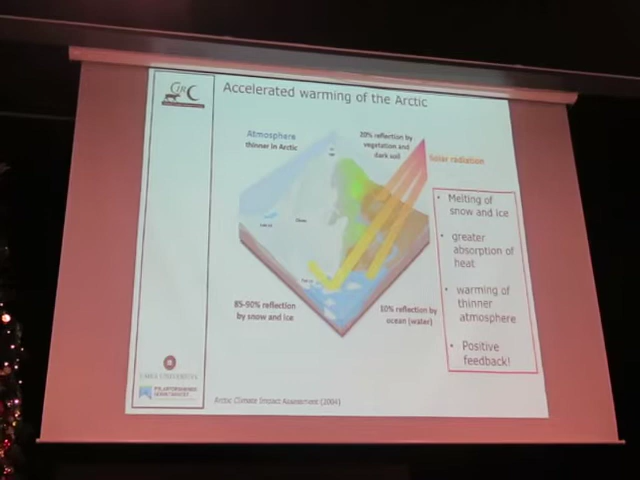 CIRC
Accelerated warming of the Arctic
Atmosphere
thinner in Arctic
20% reflection by
vegetation and
dark soil
Solar radiation
85-90% reflection
by snow and ice
10% reflection by
ocean (water)
• Melting of
snow and ice
• greater
absorption of
heat
• warming of
thinner
atmosphere
• Positive
feedback!
Arctic Climate Impact Assessment (2004)